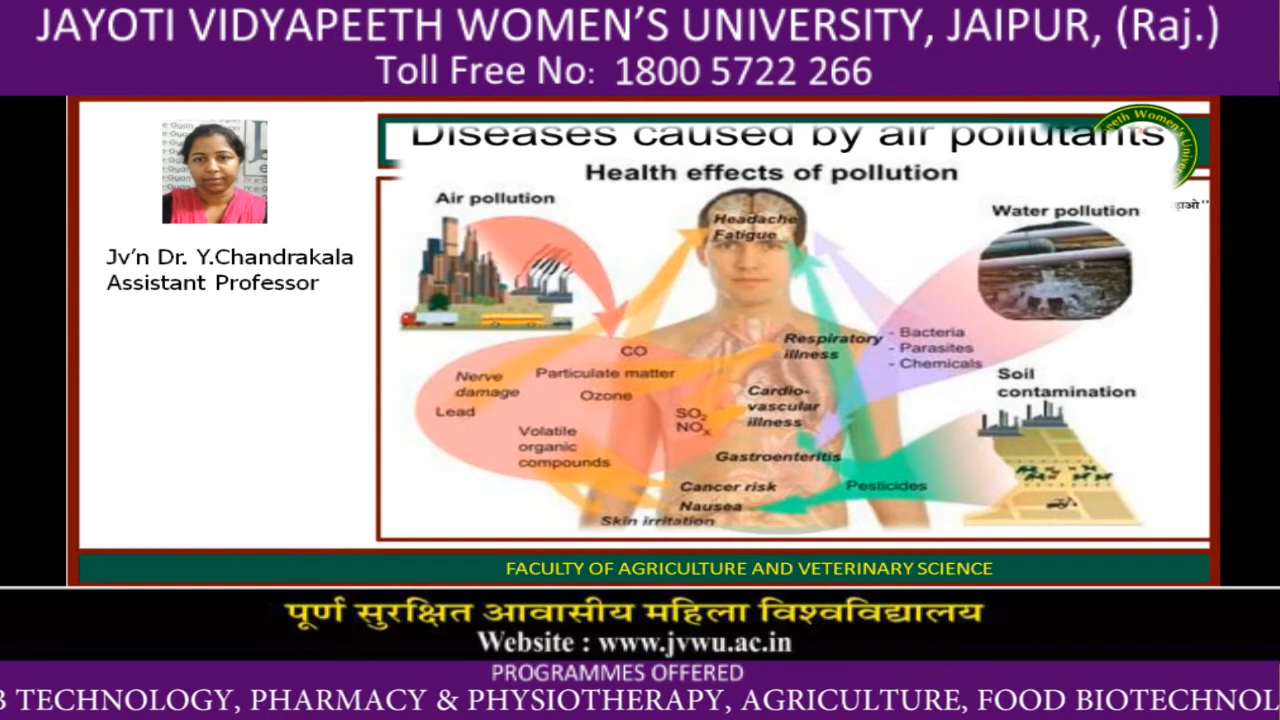 JAYOTI VIDYAPEETH WOMEN'S UNIVERSITY, JAIPUR, (Raj.)
Toll Free No: 1800 5722 266
Jv'n Dr. Y.Chandrakala
Assistant Professor
Diseases caused by air pollutants
Health effects of pollution
Air pollution
Water pollution
Headache
Fatigue
- Bacteria
- Parasites
- Chemicals
Respiratory
illness
CO
Particulate matter
Ozone
Nerve
damage
Lead
SO2
NOx
Volatile
organic
compounds
Cardio-
vascular
illness
Soil
contamination
Gastroenteritis
Cancer risk
Pesticides
Nausea
Skin irritation
FACULTY OF AGRICULTURE AND VETERINARY SCIENCE
पूर्ण सुरक्षित आवासीय महिला विश्वविद्यालय
Website : www.jvwu.ac.in
PROGRAMMES OFFERED
TECHNOLOGY, PHARMACY & PHYSIOTHERAPY, AGRICULTURE, FOOD BIOTECHNOL